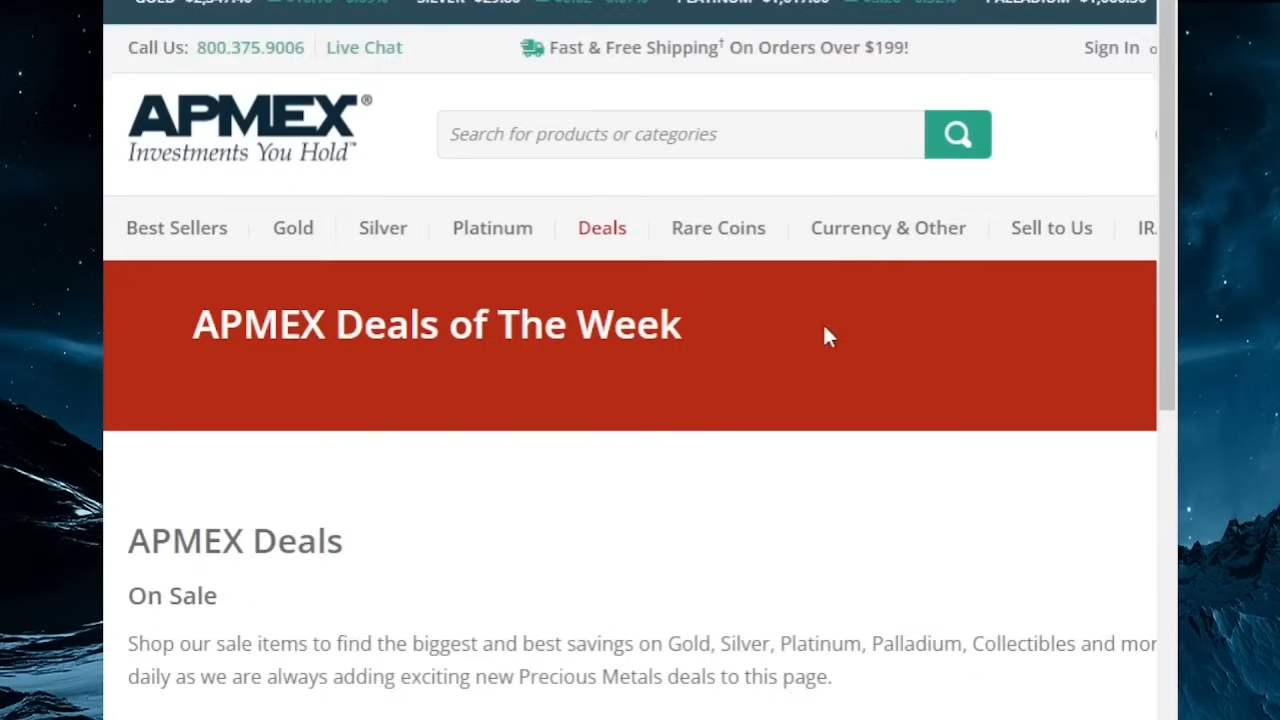 Call Us: 800.375.9006 Live Chat Fast & Free Shipping† On Orders Over $199! Sign In
APMEX®
Investments You Hold™
Search for products or categories
Best Sellers Gold Silver Platinum Deals Rare Coins Currency & Other Sell to Us
APMEX Deals of The Week
APMEX Deals
On Sale
Shop our sale items to find the biggest and best savings on Gold, Silver, Platinum, Palladium, Collectibles and
daily as we are always adding exciting new Precious Metals deals to this page.